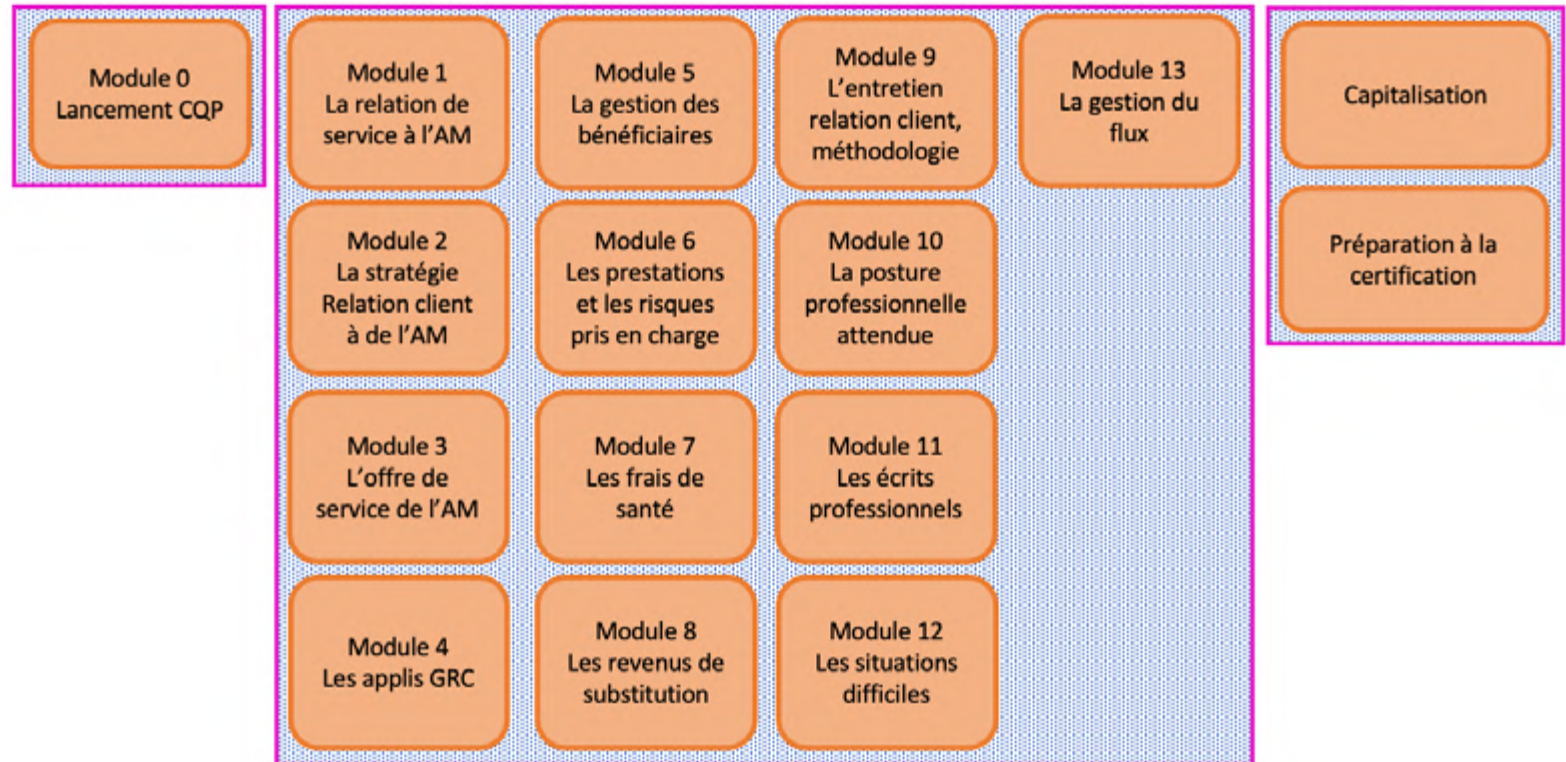 Module 0
Lancement CQP
Module 1
La relation de
service à l'AM
Module 2
La stratégie
Relation client
à de l'AM
Module 3
L'offre de
service de l'AM
Module 4
Les applis GRC
Module 5
La gestion des
bénéficiaires
Module 6
Les prestations
et les risques
pris en charge
Module 7
Les frais de
santé
Module 8
Les revenus de
substitution
Module 9
L'entretien
relation client,
méthodologie
Module 10
La posture
professionnelle
attendue
Module 11
Les écrits
professionnels
Module 12
Les situations
difficiles
Module 13
La gestion du
flux
Capitalisation
Préparation à la
certification